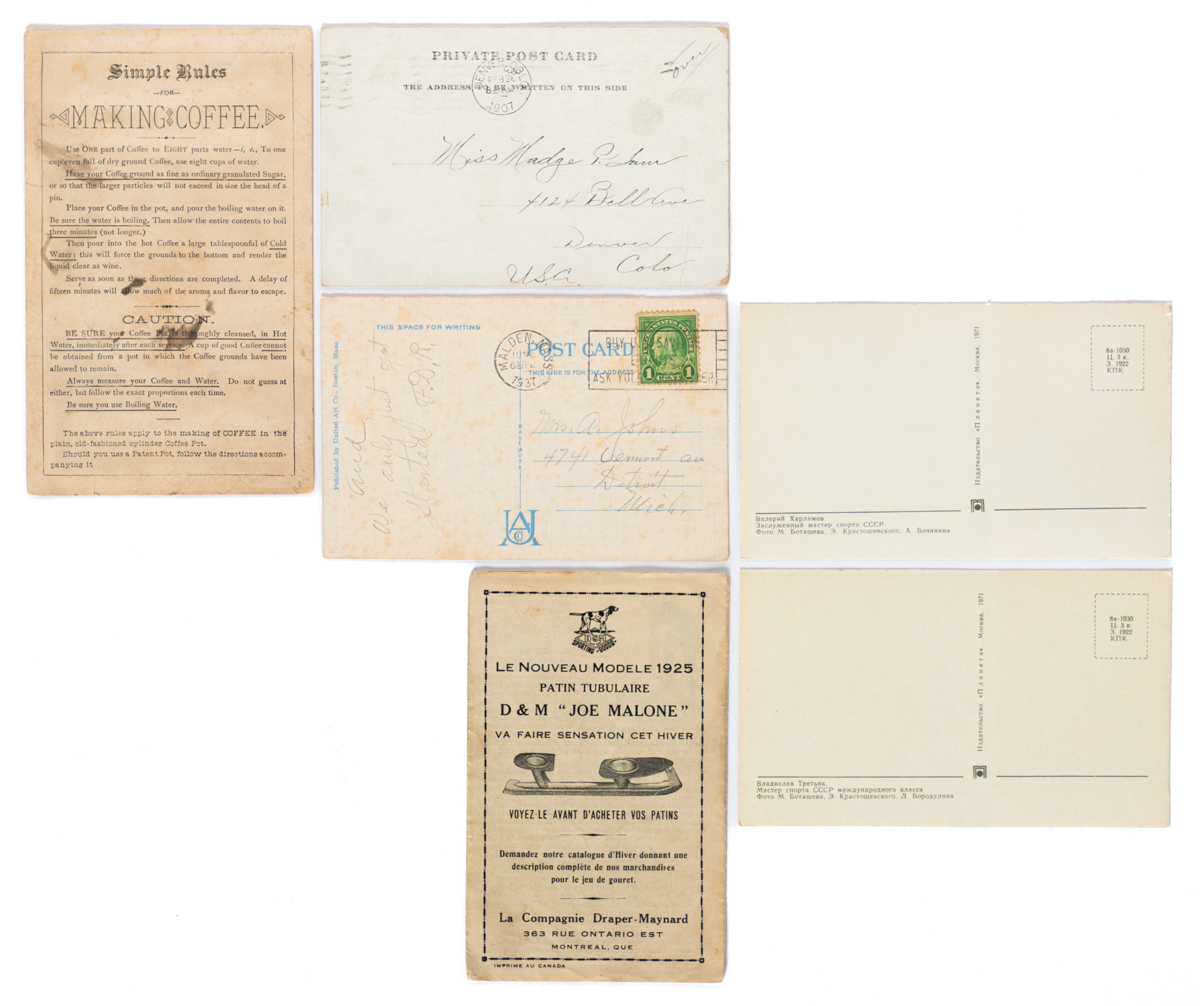 Simple Rules
—FOR—
MAKING COFFEE.
Use ONE part of Coffee to EIGHT parts water—i, e., To one
cup even full of dry ground Coffee, use eight cups of water.
Have your Coffee ground as fine as ordinary granulated Sugar,
or so that the larger particles will not exceed in size the head of a
pin.
Place your Coffee in the pot, and pour the boiling water on it.
Be sure the water is boiling. Then allow the entire contents to boil
three minutes (not longer.)
Then pour into the hot Coffee a large tablespoonful of Cold
Water: this will force the grounds to the bottom and render the
liquid clear as wine.
Serve as soon as these directions are completed. A delay of
fifteen minutes will allow much of the aroma and flavor to escape.
CAUTION.
BE SURE your Coffee Pot is thoroughly cleansed, in Hot
Water, immediately after each service. A cup of good Coffee cannot
be obtained from a pot in which the Coffee grounds have been
allowed to remain.
Always measure your Coffee and Water. Do not guess at
either, but follow the exact proportions each time.
Be sure you use Boiling Water.
The above rules apply to the making of COFFEE in the
plain, old-fashioned cylinder Coffee Pot.
Should you use a Patent Pot, follow the directions accom-
panying it
PRIVATE POST CARD
over
THE ADDRESS TO BE WRITTEN ON THIS SIDE
DENVER COLO
FEB 26
1907
Miss Madge P.
4124 Bell Ave
Denver
Colo
U.S.A.
THIS SPACE FOR WRITING
POST CARD
THIS SIDE IS FOR THE ADDRESS
MALDEN MASS
1937
BUY U.S. SAV
ASK YOUR
1 1
Published by United Art Co., Boston, Mass.
and
We only just got
started A.D.R.
Mrs. A. Johns
4741 Vermont av
Detroit
Mich.
UA
©
Издательство «Планета». Москва, 1971
8а-1030
Ц. 3 к.
З. 1922
КПК
Валерий Харламов
Заслуженный мастер спорта СССР
Фото М. Боташева, Э. Крастошевского, А. Бочинина
Издательство «Планета». Москва, 1971
8а-1030
Ц. 3 к.
З. 1922
КПК
Владислав Третьяк.
Мастер спорта СССР международного класса
Фото М. Боташева, Э. Крастошевского, Л. Бородулина
D&M
SPORTING GOODS
LE NOUVEAU MODELE 1925
PATIN TUBULAIRE
D & M “JOE MALONE”
VA FAIRE SENSATION CET HIVER
VOYEZ-LE AVANT D'ACHETER VOS PATINS
Demandez notre catalogue d'Hiver donnant une
description complète de nos marchandises
pour le jeu de gouret.
La Compagnie Draper-Maynard
363 RUE ONTARIO EST
MONTREAL, QUE
IMPRIME AU CANADA